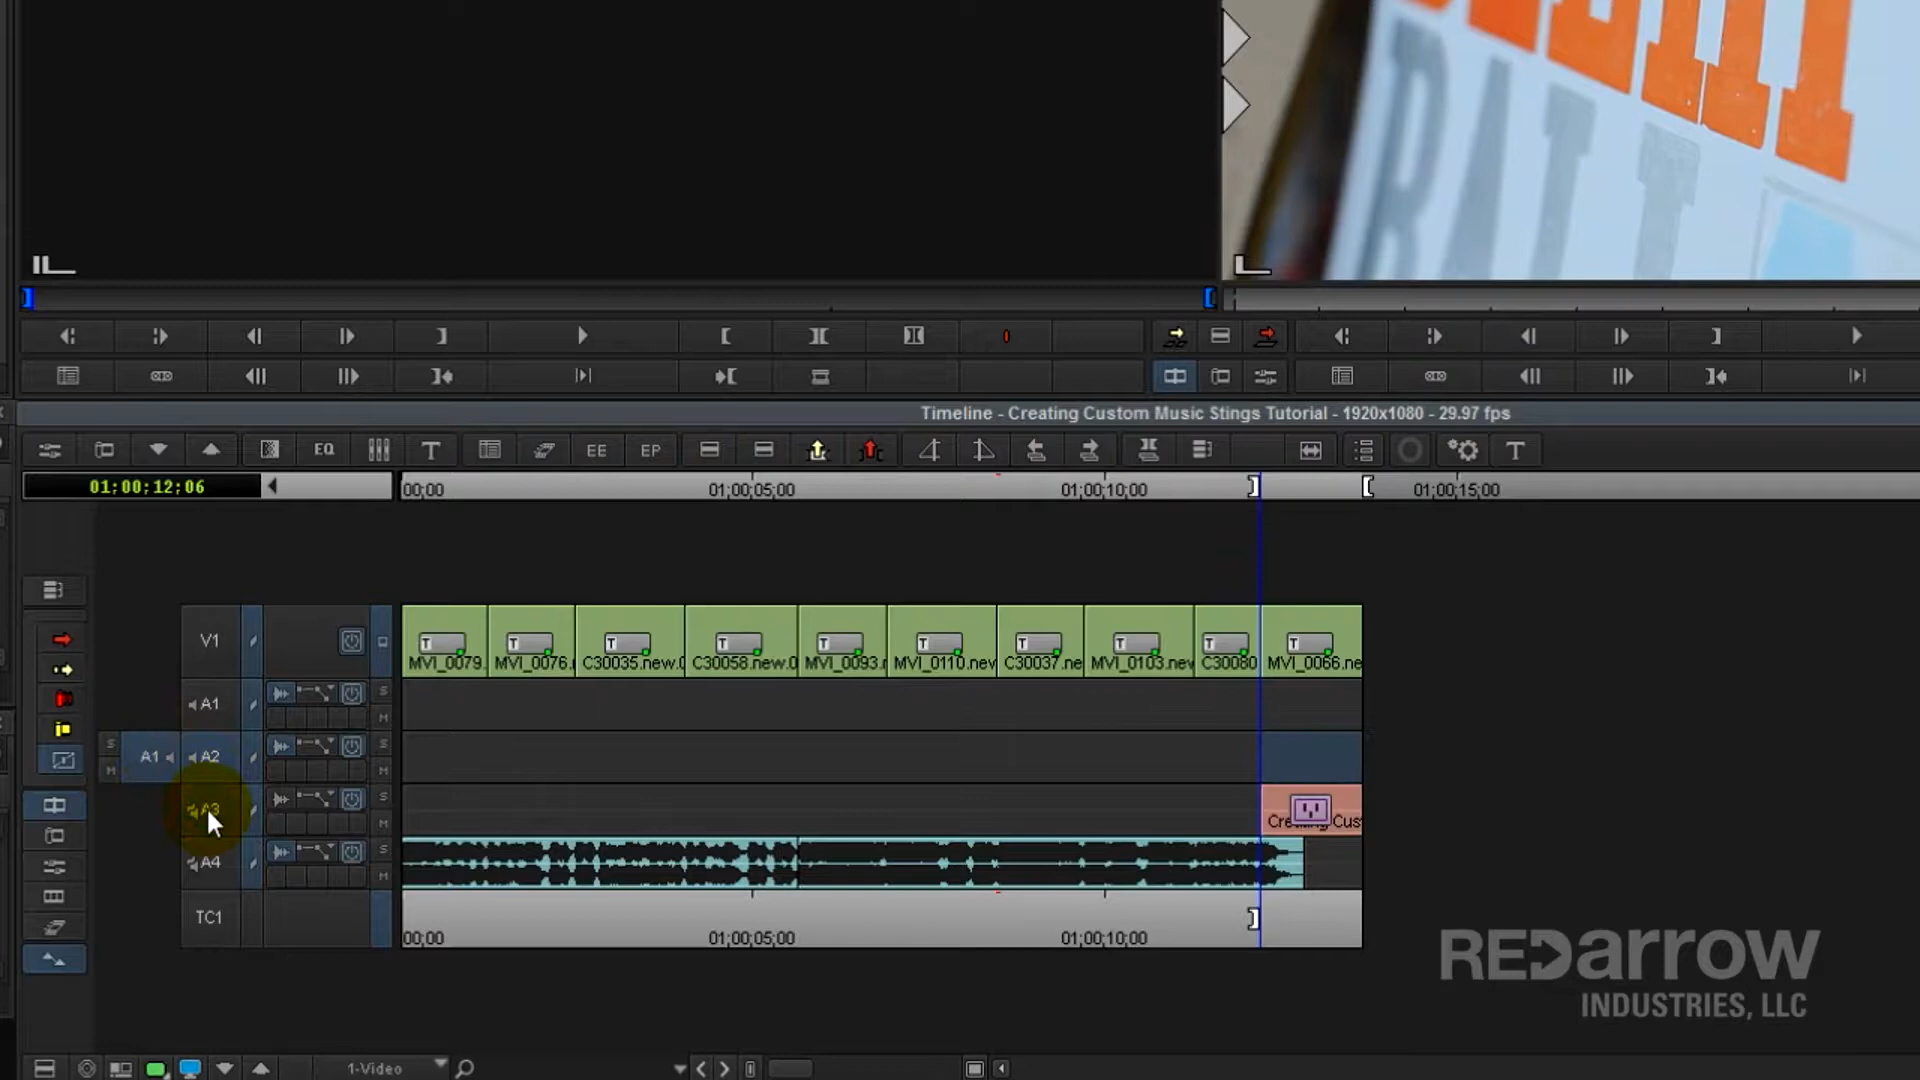 BALL
Timeline - Creating Custom Music Stings Tutorial - 1920x1080 - 29.97 fps
EQ T EE EP T
01;00;12;06
00;00 01;00;05;00 01;00;10;00 01;00;15;00
V1
T T T T T T T T T T
MVI_0079. MVI_0076. C30035.new.0 C30058.new.0 MVI_0093. MVI_0110.nev C30037.ne MVI_0103.nev C30080 MVI_0066.ne
A1 S
M
S A1 A2 S
M M
A3 S
Cus
M
A4 S
M
TC1
00;00 01;00;05;00 01;00;10;00
REDarrow
INDUSTRIES, LLC
1-Video